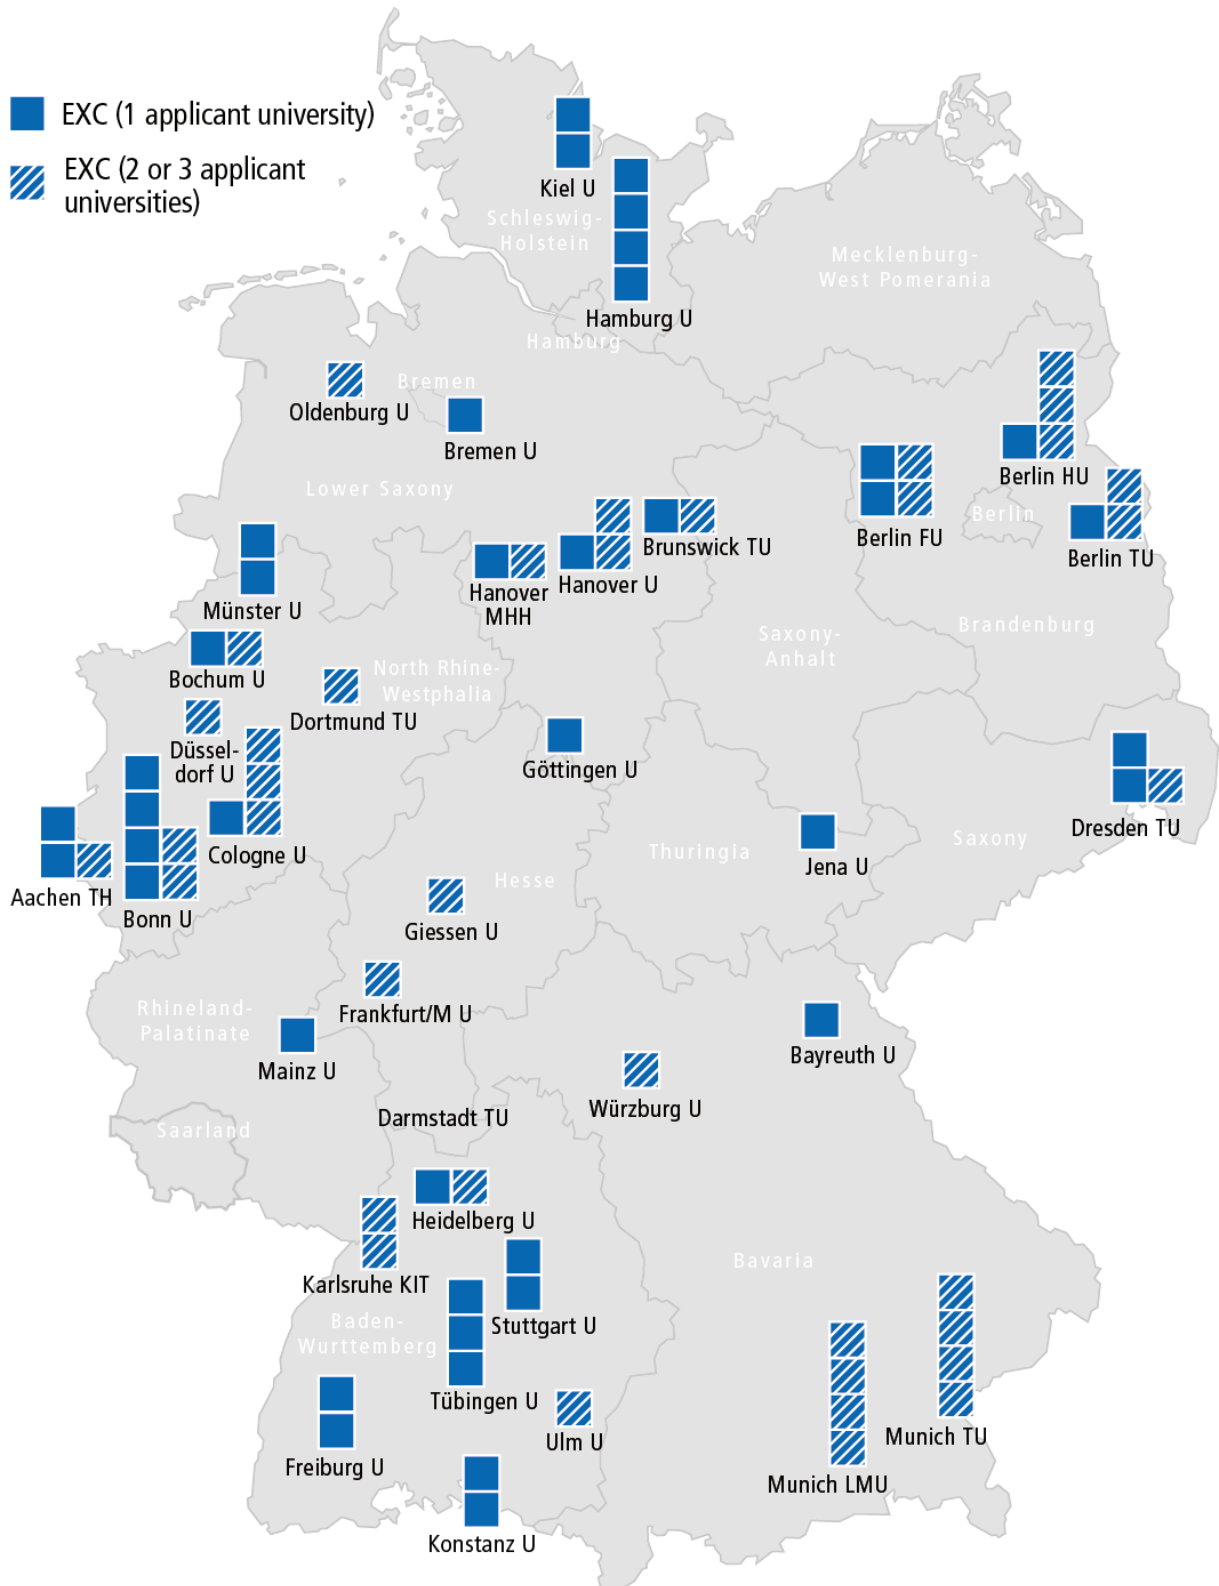 EXC (1 applicant university)
EXC (2 or 3 applicant
universities)
Kiel U
Schleswig-
Holstein
Hamburg U
Hamburg
Mecklenburg-
West Pomerania
Oldenburg U
Bremen
Bremen U
Lower Saxony
Berlin HU
Berlin
Berlin FU
Berlin TU
Brunswick TU
Hanover U
Hanover
MHH
Münster U
Brandenburg
Saxony-
Anhalt
Bochum U
North Rhine-
Westphalia
Dortmund TU
Düssel-
dorf U
Göttingen U
Cologne U
Aachen TH
Bonn U
Dresden TU
Saxony
Thuringia
Jena U
Hesse
Giessen U
Frankfurt/M U
Rhineland-
Palatinate
Mainz U
Bayreuth U
Würzburg U
Darmstadt TU
Saarland
Heidelberg U
Karlsruhe KIT
Bavaria
Stuttgart U
Baden-
Wurttemberg
Tübingen U
Ulm U
Munich TU
Freiburg U
Munich LMU
Konstanz U